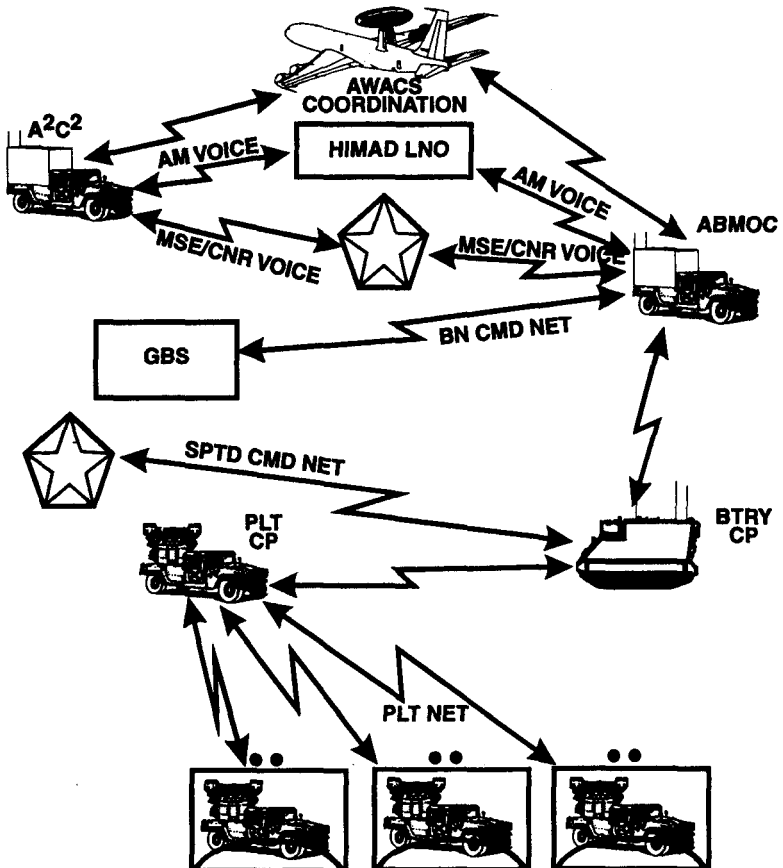 AWACS
COORDINATION
A²C²
AM VOICE
HIMAD LNO
AM VOICE
ABMOC
MSE/CNR VOICE
MSE/CNR VOICE
BN CMD NET
GBS
SPTD CMD NET
PLT
CP
BTRY
CP
PLT NET